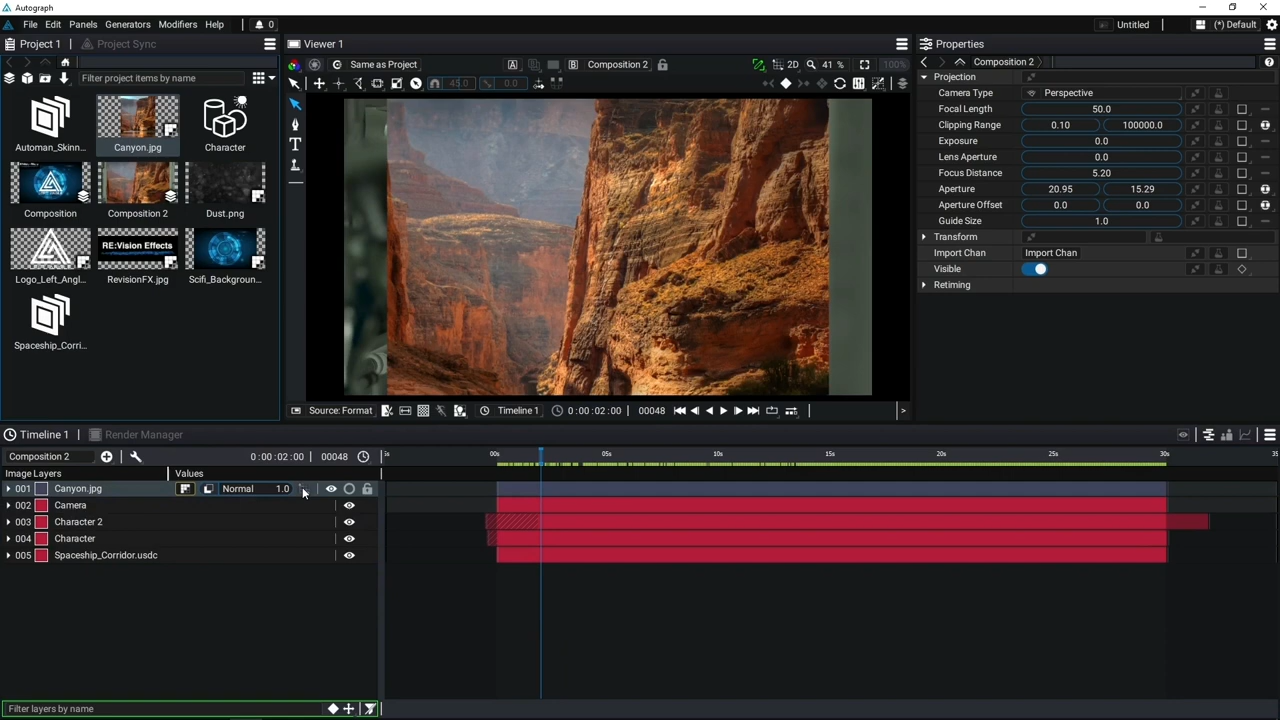 Autograph
File Edit Panels Generators Modifiers Help 0 Untitled (*) Default
Project 1 Project Sync
Viewer 1
Properties
Same as Project A B Composition 2 2D 41 % 100%
Composition 2
Filter project items by name
45.0 0.0
Projection
Camera Type Perspective
Focal Length 50.0
Clipping Range 0.10 100000.0
Exposure 0.0
Lens Aperture 0.0
Focus Distance 5.20
Aperture 20.95 15.29
Aperture Offset 0.0 0.0
Guide Size 1.0
Transform
Import Chan Import Chan
Visible
Retiming
Automan_Skinn... Canyon.jpg Character
Composition Composition 2 Dust.png
RE:Vision Effects
Logo_Left_Angl... RevisionFX.jpg Scifi_Backgroun...
Spaceship_Corri...
Source: Format Timeline 1 0:00:02:00 00048
Timeline 1 Render Manager
Composition 2 0:00:02:00 00048
00s 05s 10s 15s 20s 25s 30s
Image Layers Values
001 Canyon.jpg Normal 1.0
002 Camera
003 Character 2
004 Character
005 Spaceship_Corridor.usdc
Filter layers by name